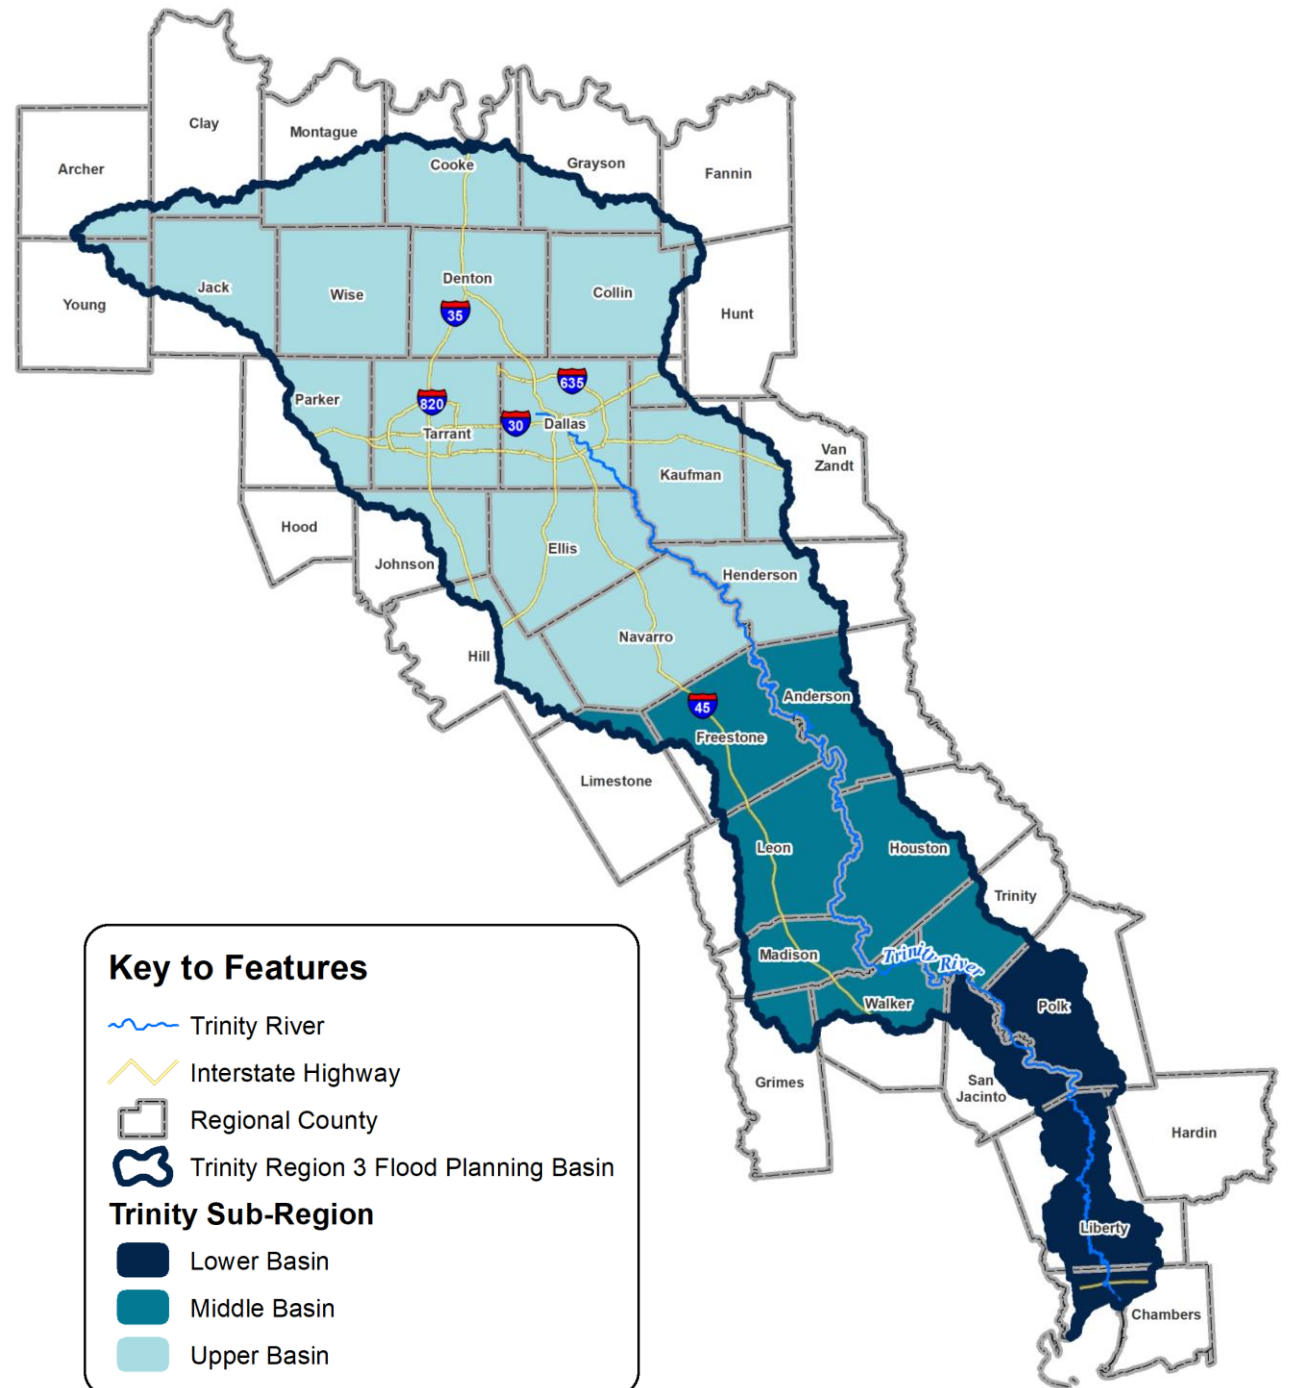 Clay
Montague
Archer
Cooke
Grayson
Fannin
Jack
Wise
Denton
Collin
Young
Hunt
35
Parker
820
635
30
Dallas
Tarrant
Van
Zandt
Kaufman
Hood
Ellis
Johnson
Henderson
Navarro
Hill
Anderson
45
Freestone
Limestone
Leon
Houston
Trinity
Madison
Trinity River
Walker
Polk
Grimes
San
Jacinto
Hardin
Liberty
Chambers
Key to Features
Trinity River
Interstate Highway
Regional County
Trinity Region 3 Flood Planning Basin
Trinity Sub-Region
Lower Basin
Middle Basin
Upper Basin